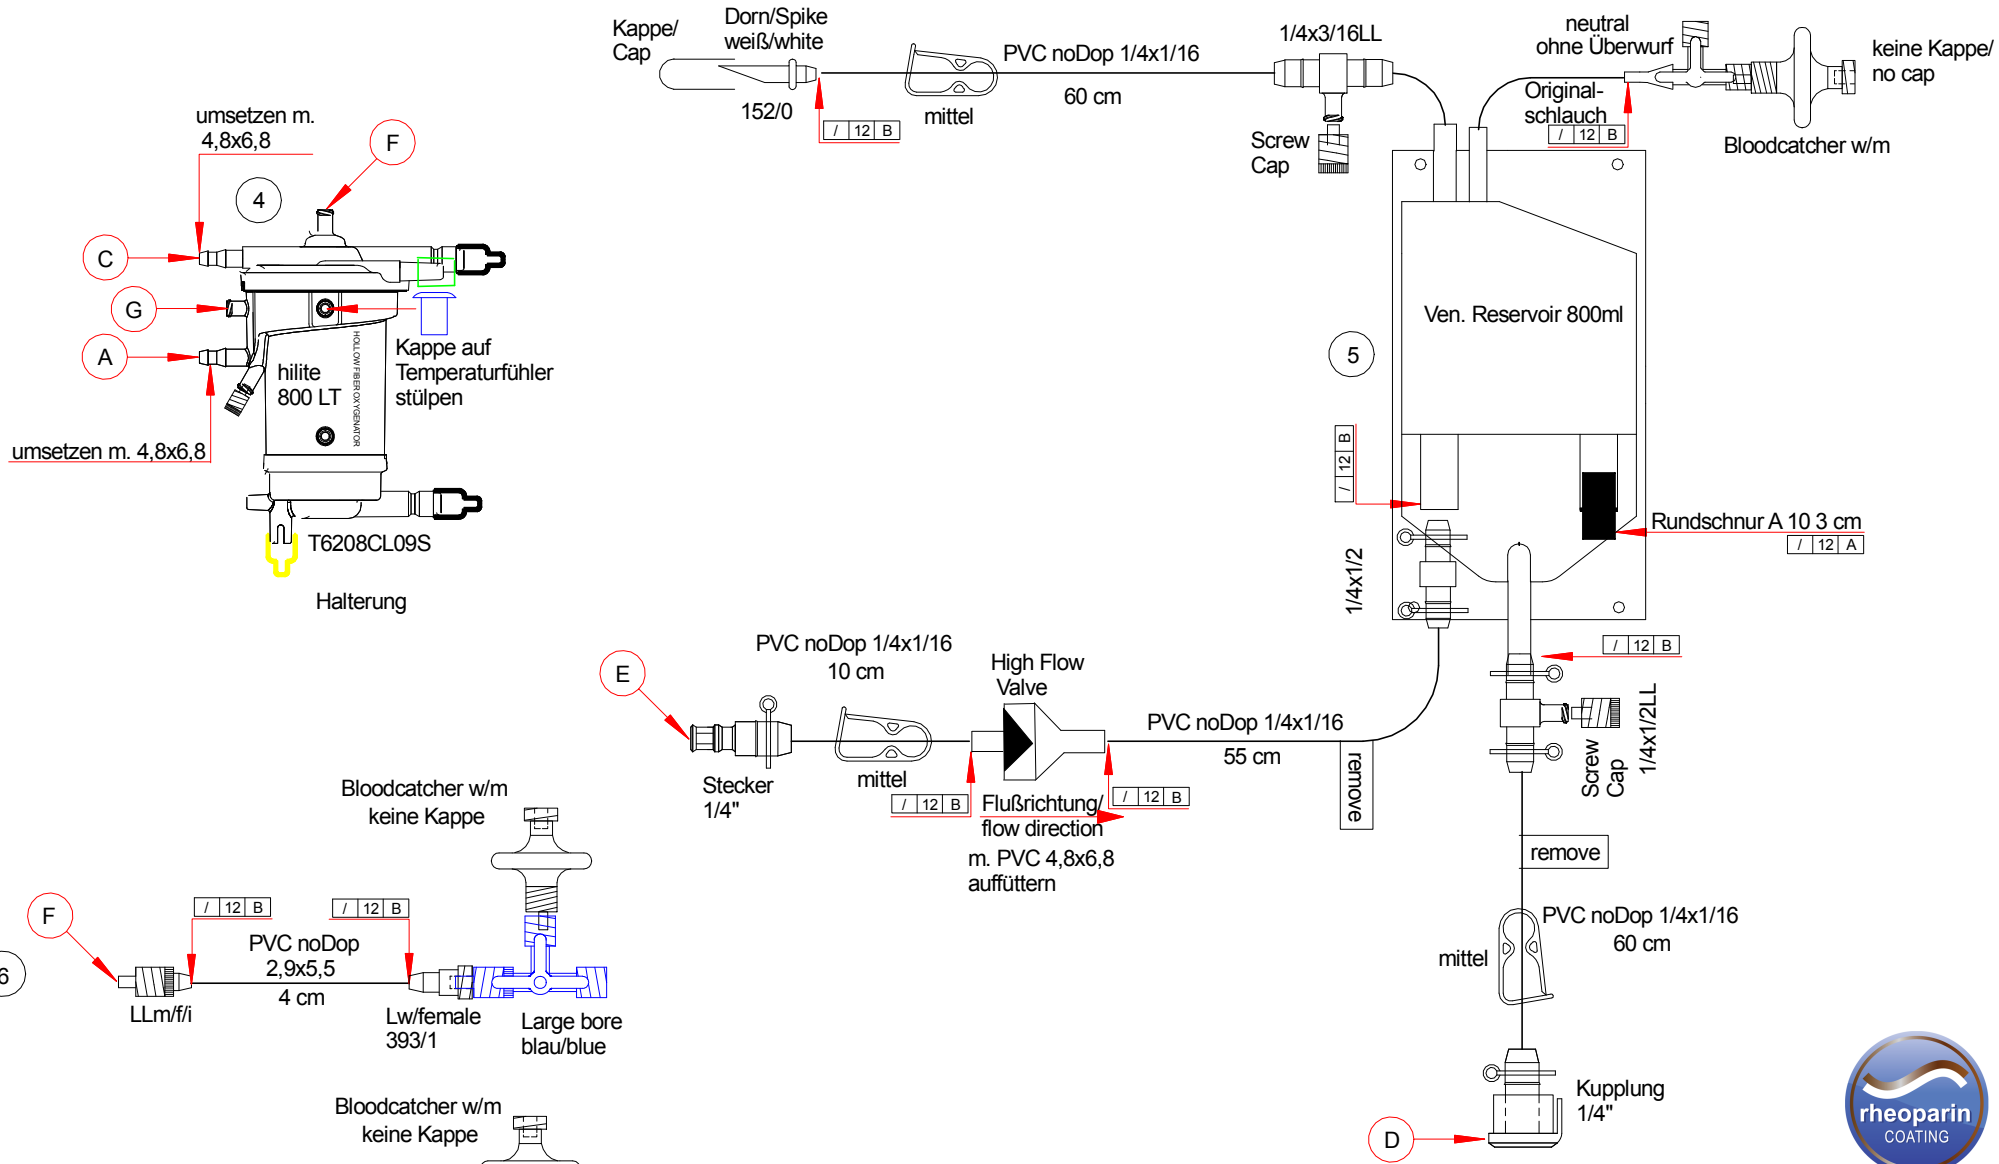 Kappe/
Cap
Dorn/Spike
weiß/white
152/0
/ 12 B
mittel
PVC noDop 1/4x1/16
60 cm
1/4x3/16LL
Screw
Cap
neutral
ohne Überwurf
Original-
schlauch
/ 12 B
keine Kappe/
no cap
Bloodcatcher w/m
umsetzen m.
4,8x6,8
F
4
C
G
A
hilite
800 LT
HOLLOW FIBER OXYGENATOR
Kappe auf
Temperaturfühler
stülpen
umsetzen m. 4,8x6,8
T6208CL09S
Halterung
Ven. Reservoir 800ml
5
/ 12 B
1/4x1/2
Rundschnur A 10 3 cm
/ 12 A
/ 12 B
1/4x1/2LL
Screw
Cap
E
PVC noDop 1/4x1/16
10 cm
High Flow
Valve
Stecker
1/4"
mittel
/ 12 B
Flußrichtung/
flow direction
m. PVC 4,8x6,8
auffüttern
/ 12 B
PVC noDop 1/4x1/16
55 cm
remove
remove
PVC noDop 1/4x1/16
60 cm
mittel
Kupplung
1/4"
D
Bloodcatcher w/m
keine Kappe
F
6
/ 12 B
/ 12 B
PVC noDop
2,9x5,5
4 cm
LLm/f/i
Lw/female
393/1
Large bore
blau/blue
Bloodcatcher w/m
keine Kappe
rheoparin
COATING